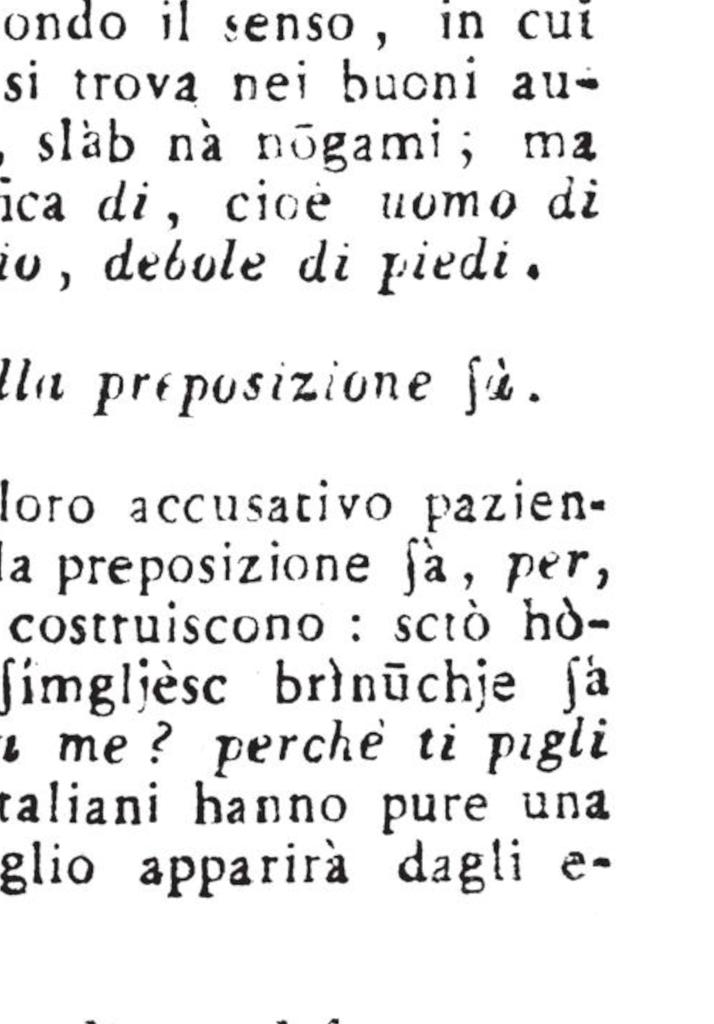 ondo il senso, in cui
si trova nei buoni au-
, slàb nà nōgami; ma
ica di, cioè uomo di
io, debole di piedi.
lla preposizione ſà.
loro accusativo pazien-
la preposizione ſà, per,
costruiscono: sctò hò-
ſímgljèsc brìnūchje ſà
me? perchè ti pigli
taliani hanno pure una
glio apparirà dagli e-